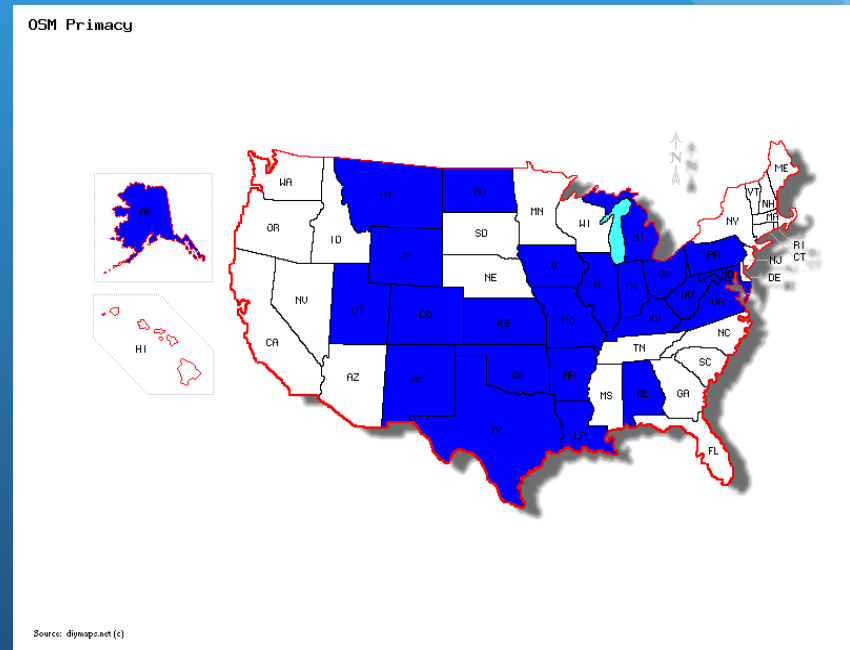 OSM Primacy
N
WA
MT
ND
MN
ME
VT
NH
MA
NY
OR
ID
SD
WI
MI
RI
CT
NJ
DE
WY
NE
IA
PA
MD
NV
UT
CO
KS
IL
IN
OH
WV
VA
MO
KY
CA
AZ
NM
OK
AR
TN
NC
SC
MS
AL
GA
TX
LA
FL
AK
HI
Source: diymaps.net (c)